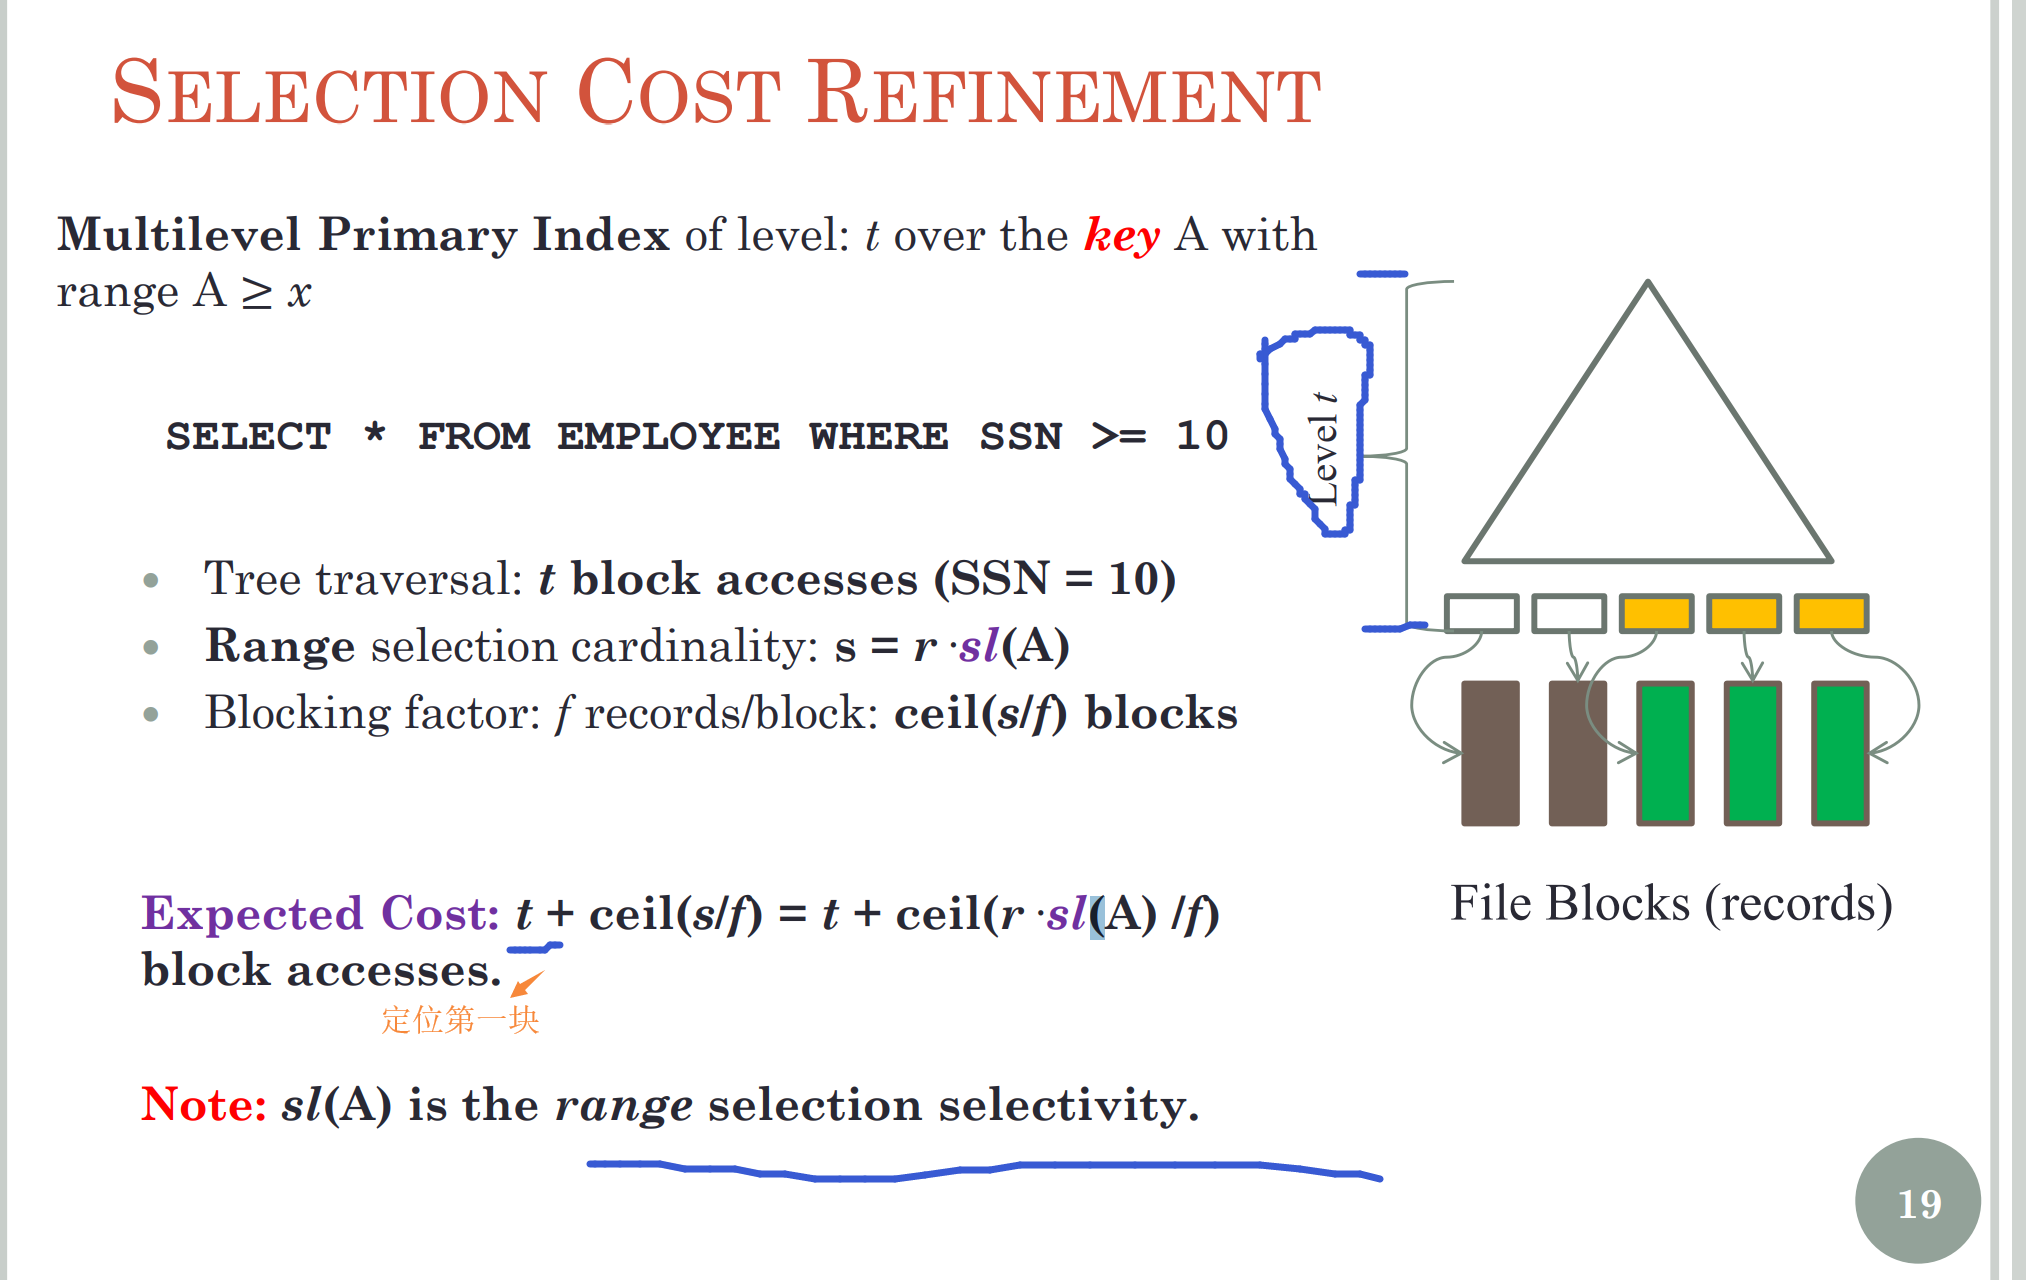 SELECTION COST REFINEMENT
Multilevel Primary Index of level: t over the key A with
range A ≥ x
SELECT * FROM EMPLOYEE WHERE SSN >= 10
Level t
• Tree traversal: t block accesses (SSN = 10)
• Range selection cardinality: s = r ·sl(A)
• Blocking factor: f records/block: ceil(s/f) blocks
Expected Cost: t + ceil(s/f) = t + ceil(r ·sl(A) /f)
block accesses.
定位第一块
File Blocks (records)
Note: sl(A) is the range selection selectivity.
19